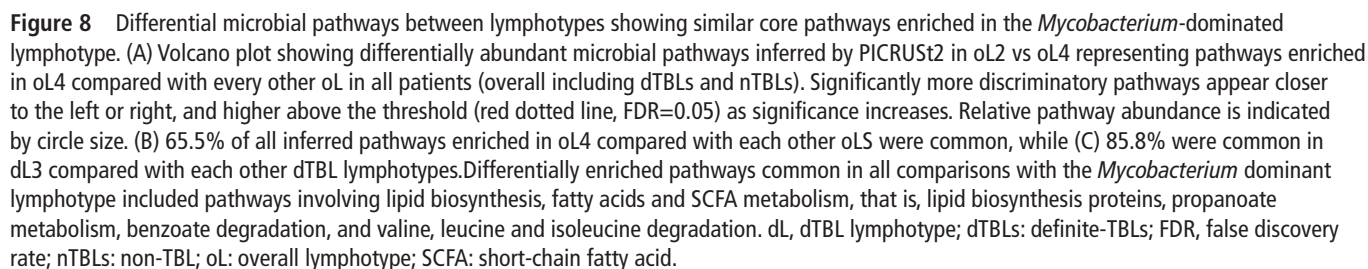 Figure 8 Differential microbial pathways between lymphotypes showing similar core pathways enriched in the Mycobacterium-dominated
lymphotype. (A) Volcano plot showing differentially abundant microbial pathways inferred by PICRUSt2 in oL2 vs oL4 representing pathways enriched
in oL4 compared with every other oL in all patients (overall including dTBLs and nTBLs). Significantly more discriminatory pathways appear closer
to the left or right, and higher above the threshold (red dotted line, FDR=0.05) as significance increases. Relative pathway abundance is indicated
by circle size. (B) 65.5% of all inferred pathways enriched in oL4 compared with each other oLS were common, while (C) 85.8% were common in
dL3 compared with each other dTBL lymphotypes.Differentially enriched pathways common in all comparisons with the Mycobacterium dominant
lymphotype included pathways involving lipid biosynthesis, fatty acids and SCFA metabolism, that is, lipid biosynthesis proteins, propanoate
metabolism, benzoate degradation, and valine, leucine and isoleucine degradation. dL, dTBL lymphotype; dTBLs: definite-TBLs; FDR, false discovery
rate; nTBLs: non-TBL; oL: overall lymphotype; SCFA: short-chain fatty acid.